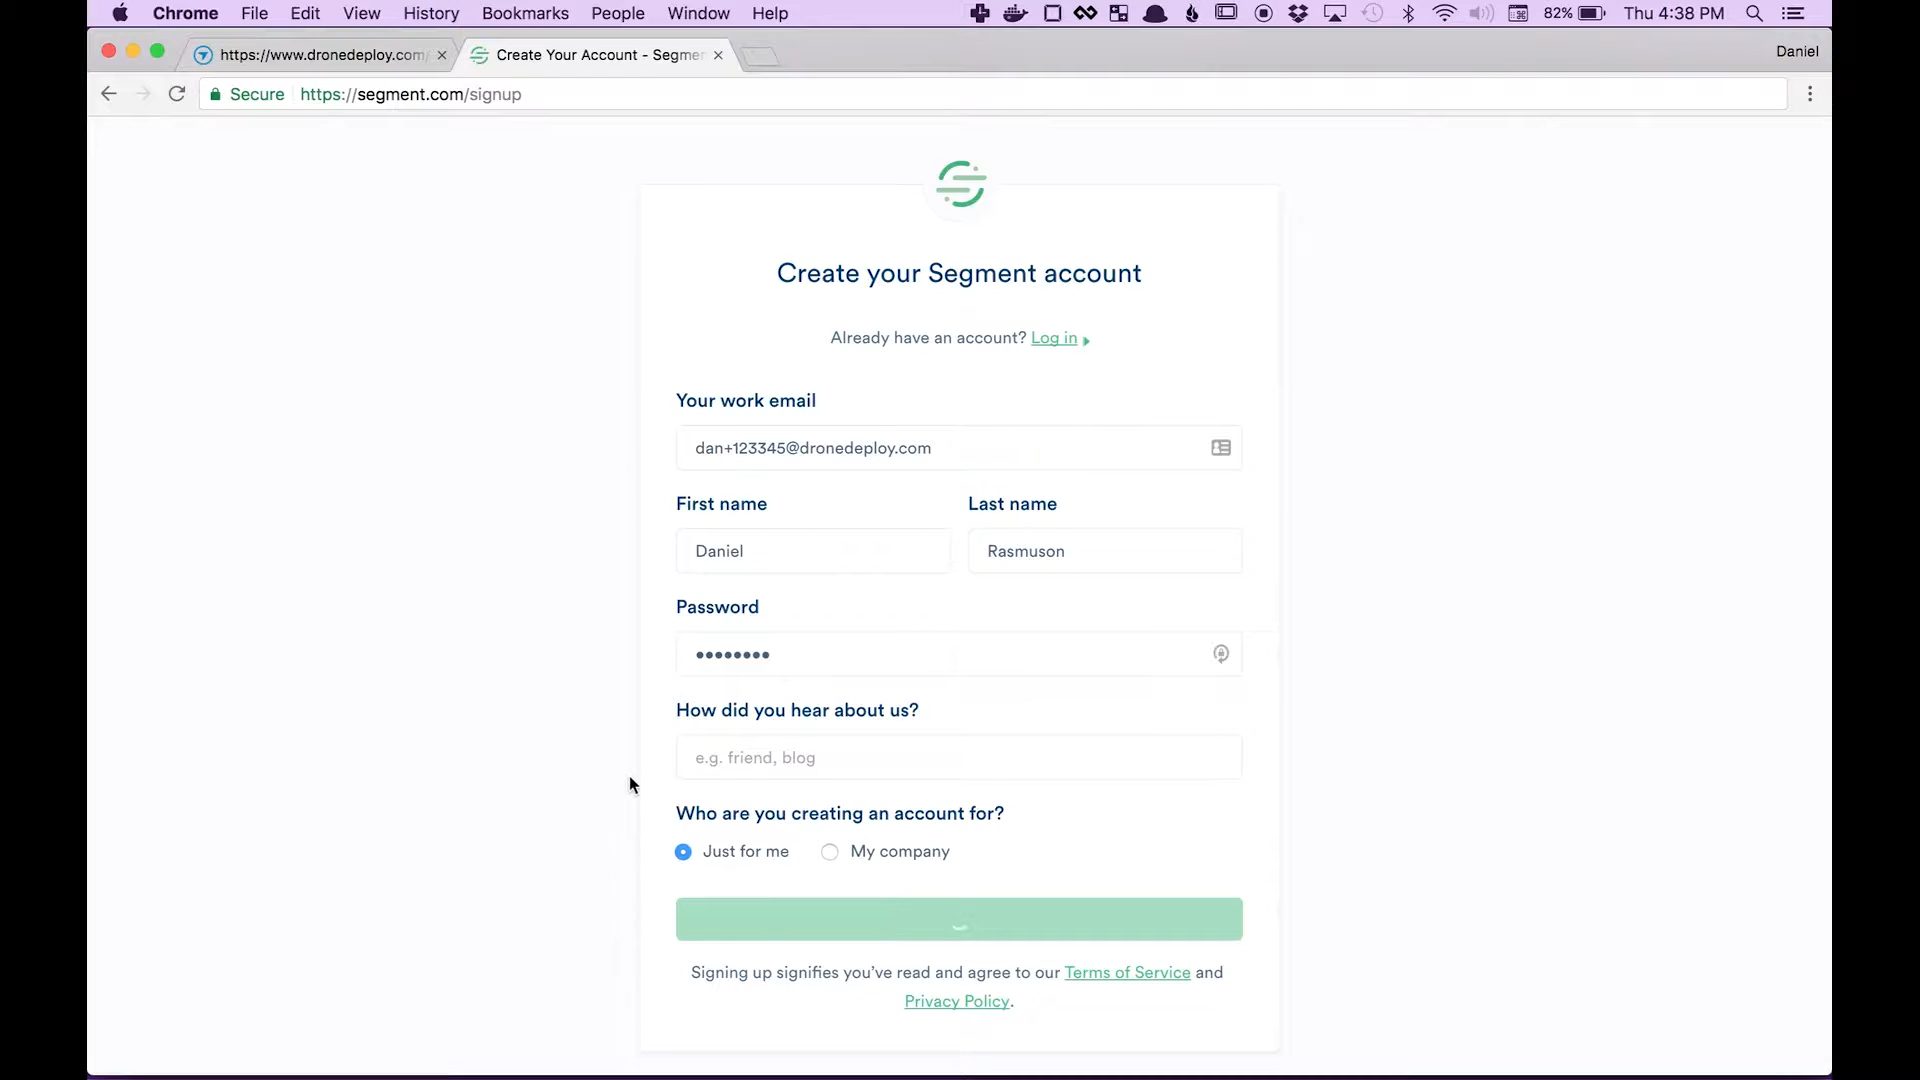 Chrome File Edit View History Bookmarks People Window Help 82% Thu 4:38 PM
https://www.dronedeploy.com/ Create Your Account - Segmen Daniel
Secure https://segment.com/signup
Create your Segment account
Already have an account? Log in
Your work email
dan+123345@dronedeploy.com
First name Last name
Daniel Rasmuson
Password
••••••••
How did you hear about us?
e.g. friend, blog
Who are you creating an account for?
Just for me My company
Signing up signifies you've read and agree to our Terms of Service and
Privacy Policy.